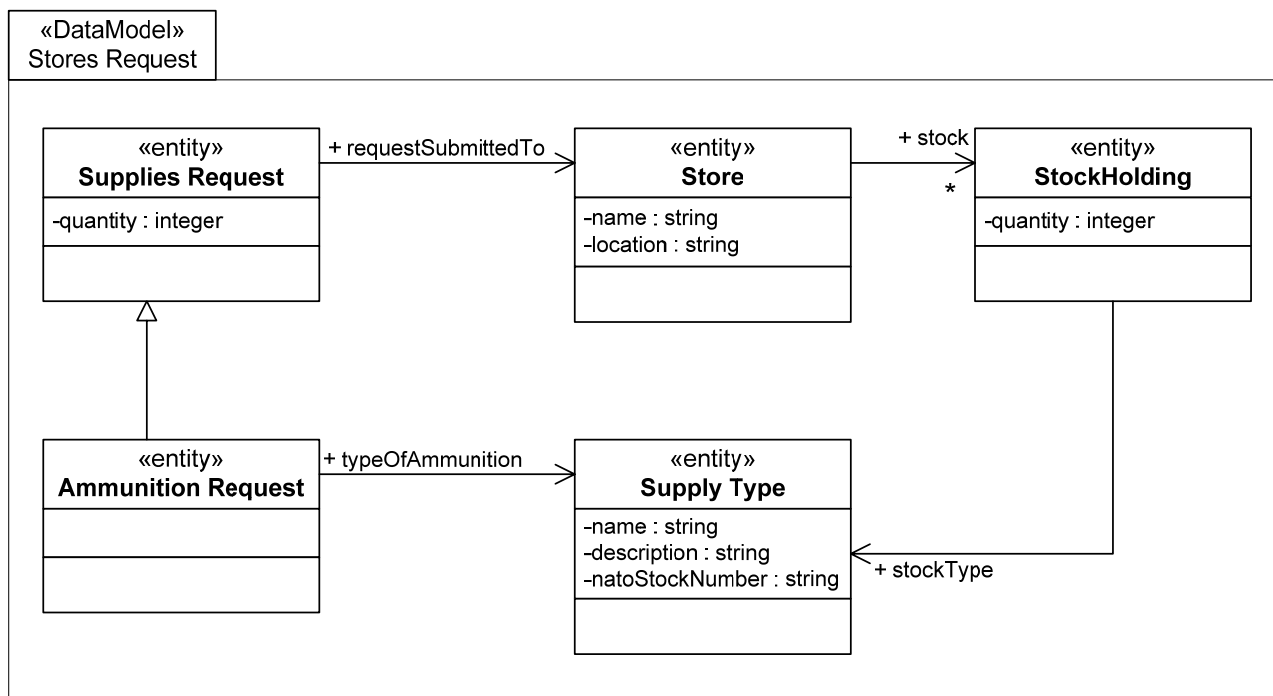 «DataModel»
Stores Request
«entity»
Supplies Request
-quantity : integer
+ requestSubmittedTo
«entity»
Store
-name : string
-location : string
+ stock
*
«entity»
StockHolding
-quantity : integer
«entity»
Ammunition Request
+ typeOfAmmunition
«entity»
Supply Type
-name : string
-description : string
-natoStockNumber : string
+ stockType